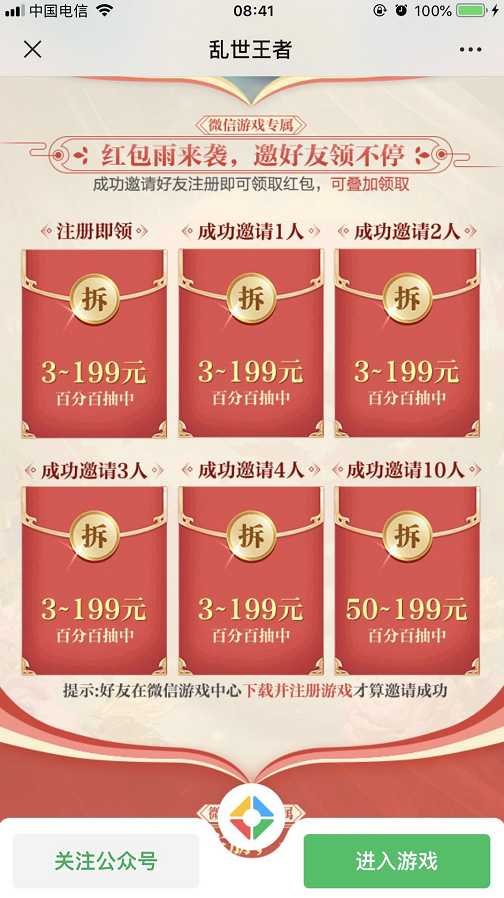 中国电信
08:41
100%
乱世王者
微信游戏专属
红包雨来袭，邀好友领不停
成功邀请好友注册即可领取红包，可叠加领取
注册即领
成功邀请1人
成功邀请2人
拆
拆
拆
3~199元
3~199元
3~199元
百分百抽中
百分百抽中
百分百抽中
成功邀请3人
成功邀请4人
成功邀请10人
拆
拆
拆
3~199元
3~199元
50~199元
百分百抽中
百分百抽中
百分百抽中
提示:好友在微信游戏中心下载并注册游戏才算邀请成功
关注公众号
进入游戏